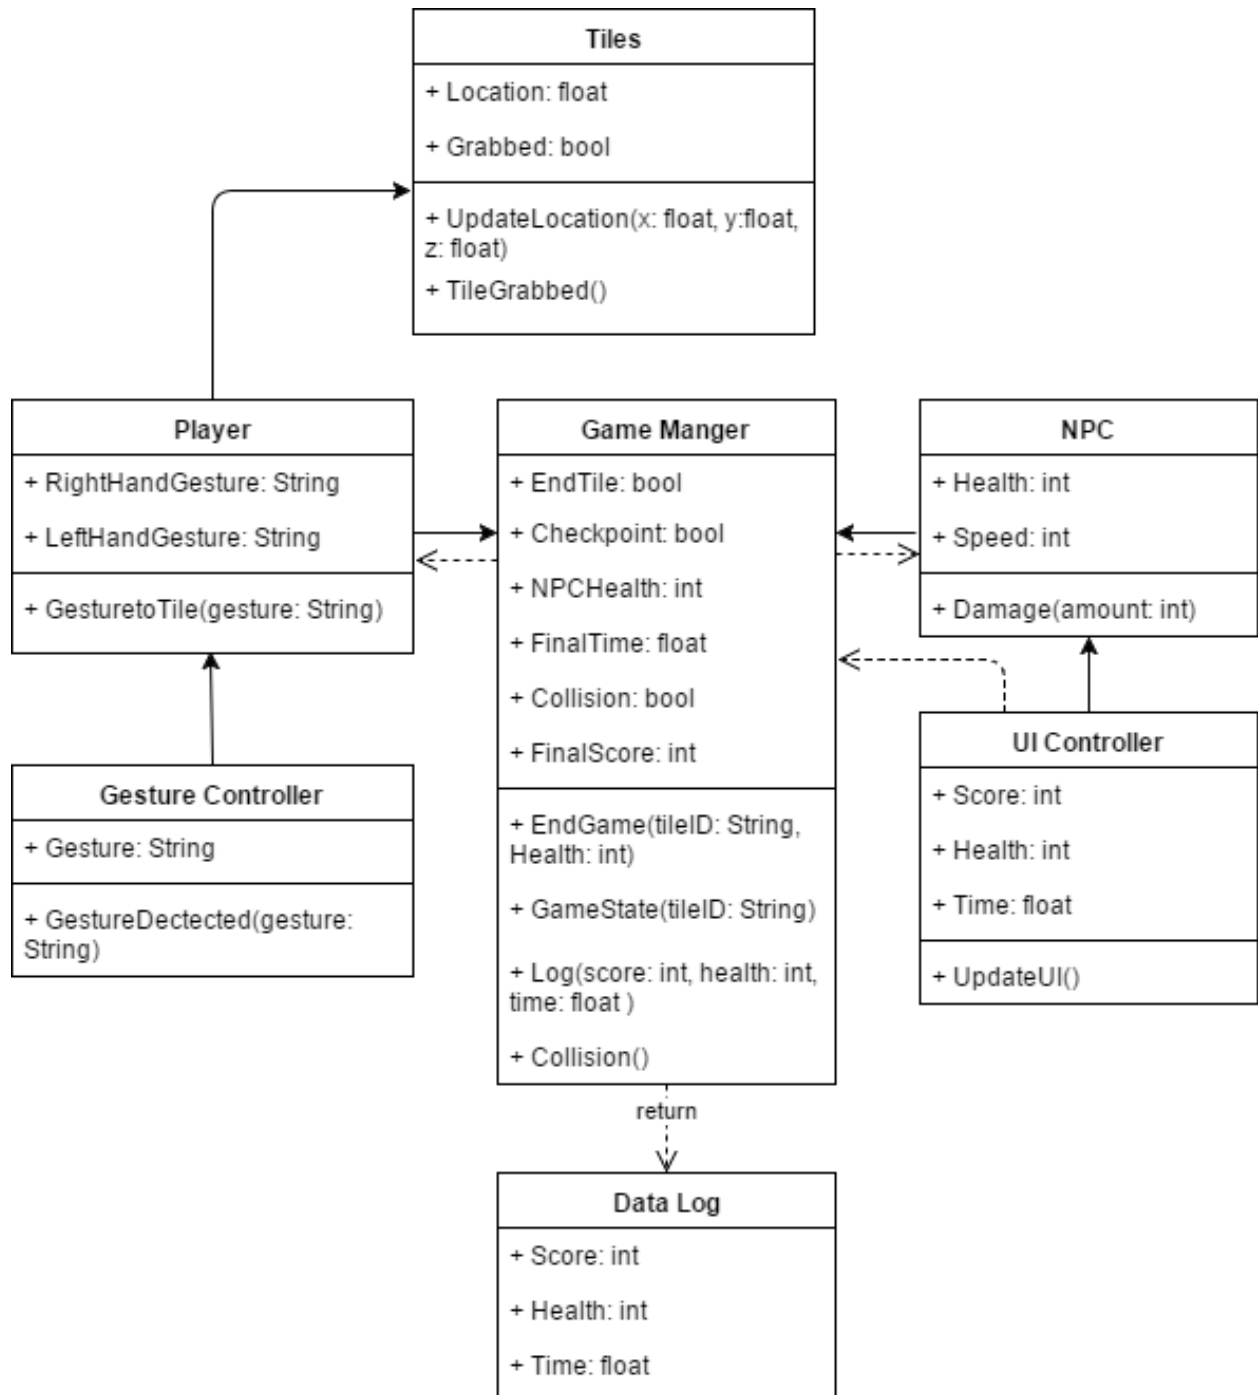 Tiles
+ Location: float
+ Grabbed: bool
+ UpdateLocation(x: float, y:float,
z: float)
+ TileGrabbed()
Player
+ RightHandGesture: String
+ LeftHandGesture: String
+ GesturetoTile(gesture: String)
Game Manger
+ EndTile: bool
+ Checkpoint: bool
+ NPCHealth: int
+ FinalTime: float
+ Collision: bool
+ FinalScore: int
+ EndGame(tileID: String,
Health: int)
+ GameState(tileID: String)
+ Log(score: int, health: int,
time: float )
+ Collision()
NPC
+ Health: int
+ Speed: int
+ Damage(amount: int)
Gesture Controller
+ Gesture: String
+ GestureDectected(gesture:
String)
UI Controller
+ Score: int
+ Health: int
+ Time: float
+ UpdateUI()
return
Data Log
+ Score: int
+ Health: int
+ Time: float